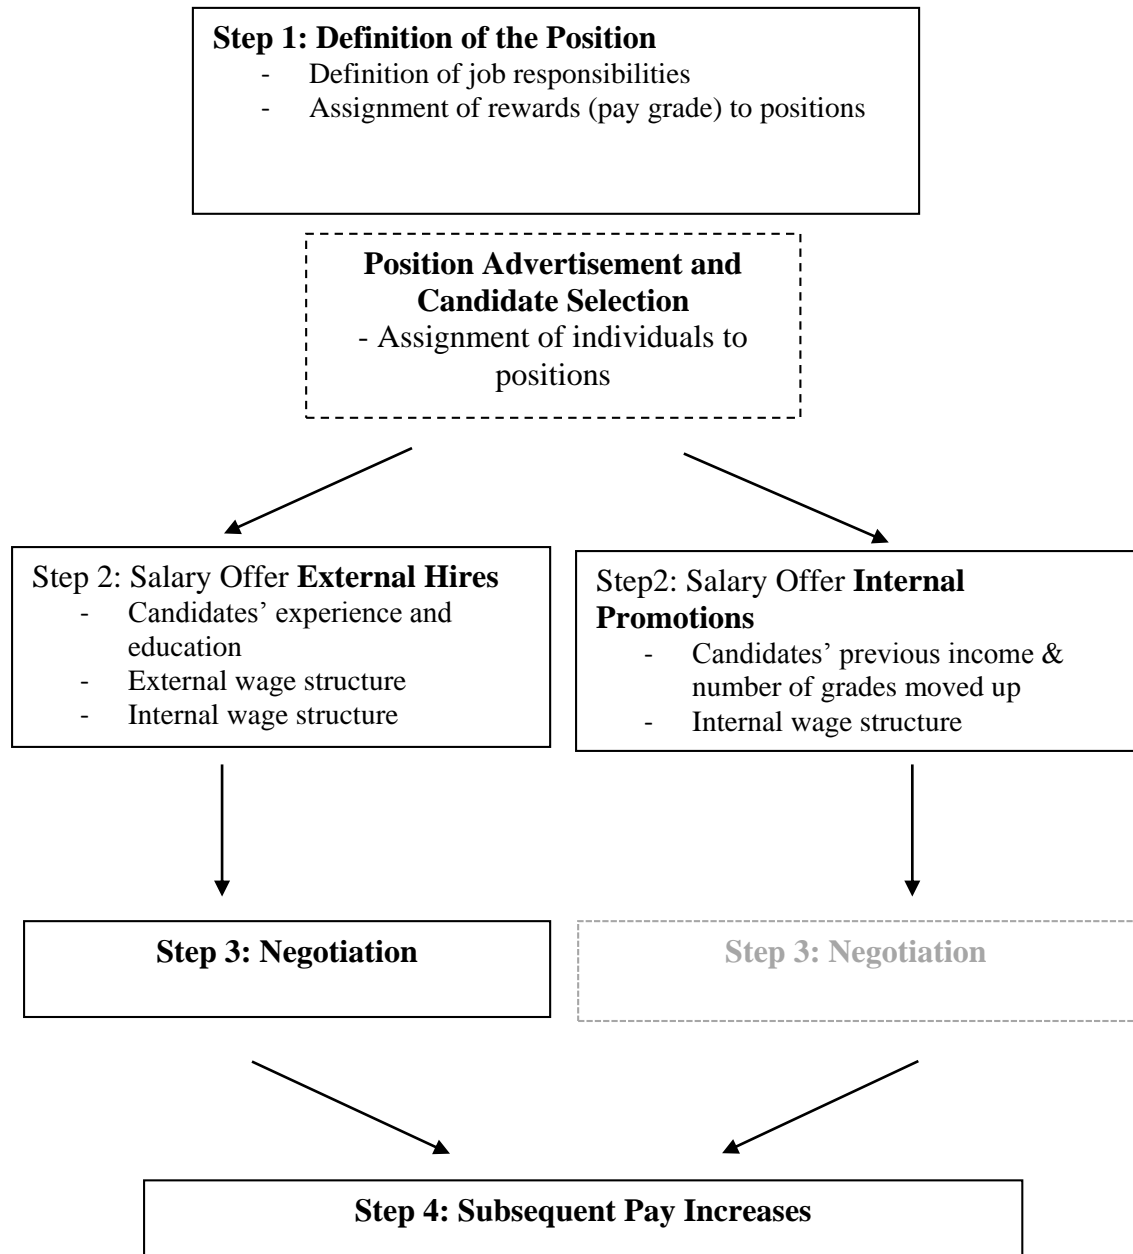 Step 1: Definition of the Position
- Definition of job responsibilities
- Assignment of rewards (pay grade) to positions
Position Advertisement and
Candidate Selection
- Assignment of individuals to
positions
Step 2: Salary Offer External Hires
- Candidates’ experience and
education
- External wage structure
- Internal wage structure
Step2: Salary Offer Internal
Promotions
- Candidates’ previous income &
number of grades moved up
- Internal wage structure
Step 3: Negotiation
Step 3: Negotiation
Step 4: Subsequent Pay Increases